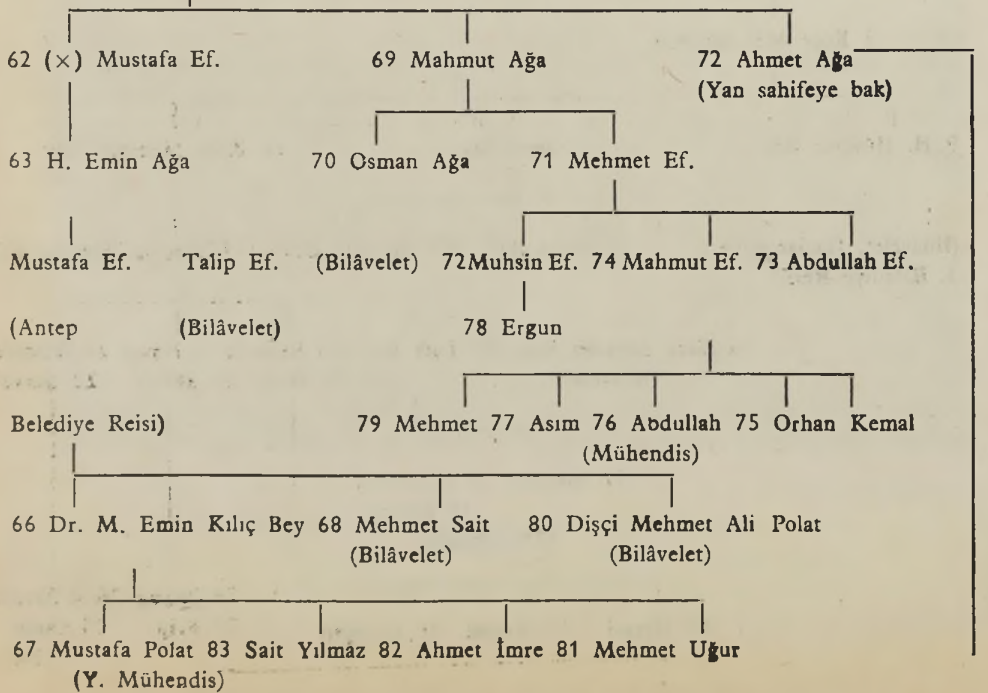 62 (×) Mustafa Ef. 69 Mahmut Ağa 72 Ahmet Ağa
(Yan sahifeye bak)
63 H. Emin Ağa 70 Osman Ağa 71 Mehmet Ef.
Mustafa Ef. Talip Ef. (Bilâvelet) 72 Muhsin Ef. 74 Mahmut Ef. 73 Abdullah Ef.
(Antep (Bilâvelet) 78 Ergun
Belediye Reisi) 79 Mehmet 77 Asım 76 Abdullah 75 Orhan Kemal
(Mühendis)
66 Dr. M. Emin Kılıç Bey 68 Mehmet Sait 80 Dişçi Mehmet Ali Polat
(Bilâvelet) (Bilâvelet)
67 Mustafa Polat 83 Sait Yılmaz 82 Ahmet İmre 81 Mehmet Uğur
(Y. Mühendis)